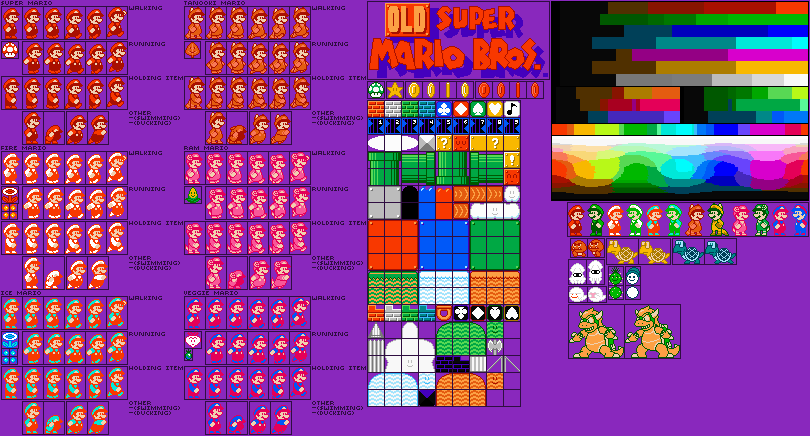 SUPER MARIO
WALKING
RUNNING
HOLDING ITEM
OTHER
-(SWIMMING)
-(DUCKING)
TANOOKI MARIO
WALKING
RUNNING
HOLDING ITEM
OTHER
-(SWIMMING)
-(DUCKING)
FIRE MARIO
WALKING
RUNNING
HOLDING ITEM
OTHER
-(SWIMMING)
-(DUCKING)
RAM MARIO
WALKING
RUNNING
HOLDING ITEM
OTHER
-(SWIMMING)
-(DUCKING)
ICE MARIO
WALKING
RUNNING
HOLDING ITEM
OTHER
-(SWIMMING)
-(DUCKING)
VEGGIE MARIO
WALKING
RUNNING
HOLDING ITEM
OTHER
-(SWIMMING)
-(DUCKING)
OLD SUPER
MARIO BROS.